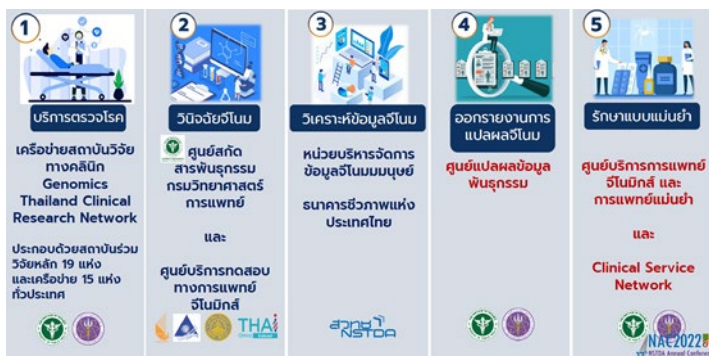 1
บริการตรวจโรค
เครือข่ายสถาบันวิจัย
ทางคลินิก
Genomics
Thailand Clinical
Research Network
ประกอบด้วยสถาบันร่วม
วิจัยหลัก 19 แห่ง
และเครือข่าย 15 แห่ง
ทั่วประเทศ
2
วินิจฉัยจีโนม
ศูนย์สกัด
สารพันธุกรรม
กรมวิทยาศาสตร์
การแพทย์
และ
ศูนย์บริการทดสอบ
ทางการแพทย์
จีโนมิกส์
THAI
3
วิเคราะห์ข้อมูลจีโนม
หน่วยบริหารจัดการ
ข้อมูลจีโนมมนุษย์
ธนาคารชีวภาพแห่ง
ประเทศไทย
สวทช
NSTDA
4
ออกรายงานการ
แปลผลจีโนม
ศูนย์แปลผลข้อมูล
พันธุกรรม
5
รักษาแบบแม่นยำ
ศูนย์บริการการแพทย์
จีโนมิกส์ และ
การแพทย์แม่นยำ
และ
Clinical Service
Network
NAC2022
NSTDA Annual Conference